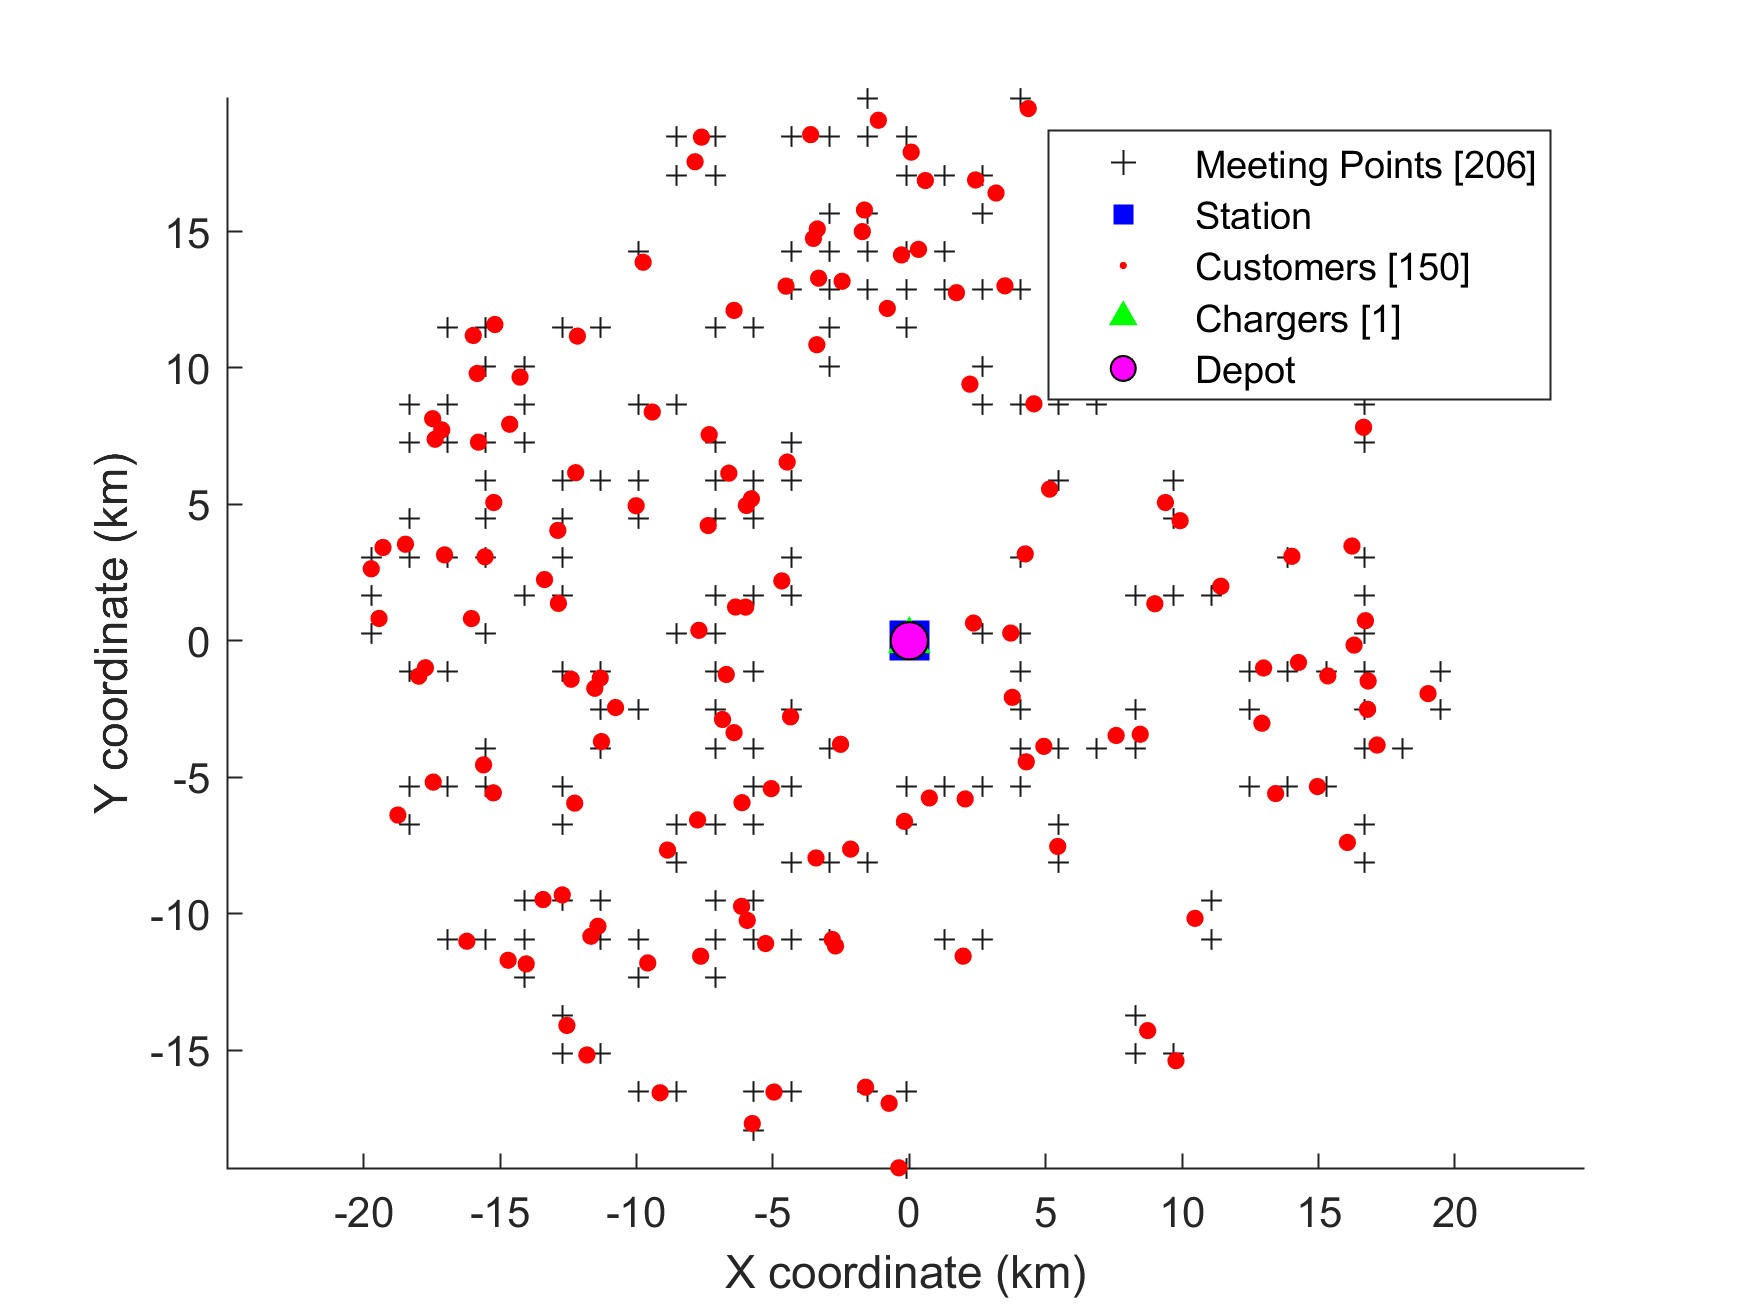 Meeting Points [206]
Station
Customers [150]
Chargers [1]
Depot
15
10
5
0
-5
-10
-15
Y coordinate (km)
-20 -15 -10 -5 0 5 10 15 20
X coordinate (km)